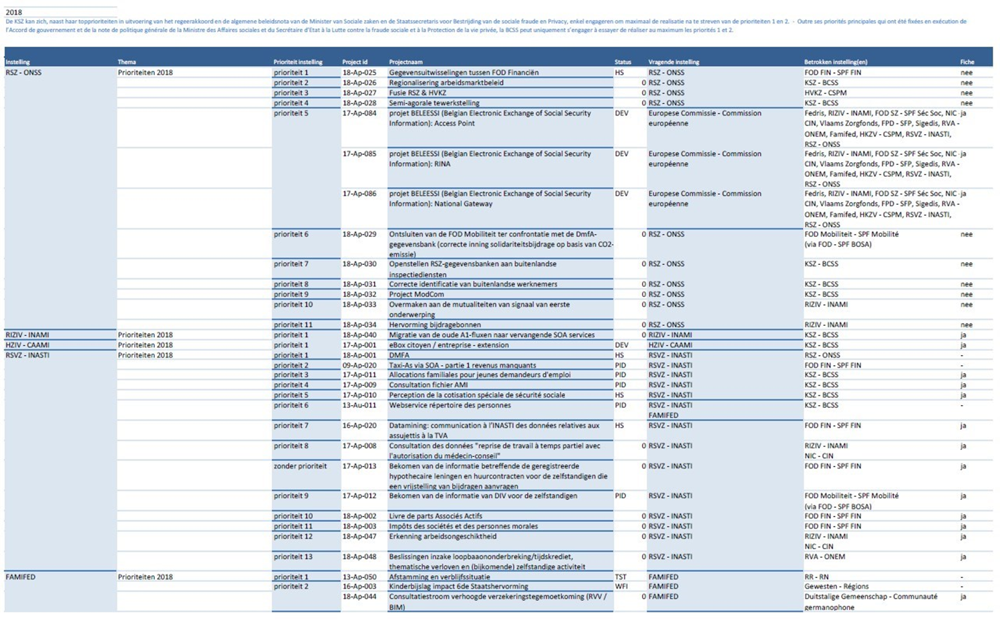 2018
De KSZ kan zich, naast haar topprioriteiten in uitvoering van het regeerakkoord en de algemene beleidsnota van de Minister van Sociale zaken en de Staatssecretaris voor Bestrijding van de sociale fraude en Privacy, enkel engageren om maximaal de realisatie na te streven van de prioriteiten 1 en 2. - Outre ses priorités principales qui ont été fixées en exécution de
l'Accord de gouvernement et de la note de politique générale de la Ministre des Affaires sociales et du Secrétaire d'Etat à la Lutte contre la fraude sociale et à la Protection de la vie privée, la BCSS peut uniquement s'engager à essayer de réaliser au maximum les priorités 1 et 2.
Instelling Thema Prioriteit instelling Project id Projectnaam Status Vragende instelling Betrokken instelling(en) Fiche
RSZ - ONSS Prioriteiten 2018 prioriteit 1 18-Ap-025 Gegevensuitwisselingen tussen FOD Financiën HS RSZ - ONSS FOD FIN - SPF FIN nee
prioriteit 2 18-Ap-026 Regionalisering arbeidsmarktbeleid 0 RSZ - ONSS KSZ - BCSS nee
prioriteit 3 18-Ap-027 Fusie RSZ & HVKZ 0 RSZ - ONSS HVKZ - CSPM nee
prioriteit 4 18-Ap-028 Semi-agorale tewerkstelling 0 RSZ - ONSS KSZ - BCSS nee
prioriteit 5 17-Ap-084 projet BELEESSI (Belgian Electronic Exchange of Social Security DEV Europese Commissie - Commission Fedris, RIZIV - INAMI, FOD SZ - SPF Séc Soc, NIC - ja
Information): Access Point européenne CIN, Vlaams Zorgfonds, FPD - SFP, Sigedis, RVA -
ONEM, Famifed, HKZV - CSPM, RSVZ - INASTI,
RSZ - ONSS
17-Ap-085 projet BELEESSI (Belgian Electronic Exchange of Social Security DEV Europese Commissie - Commission Fedris, RIZIV - INAMI, FOD SZ - SPF Séc Soc, NIC - ja
Information): RINA européenne CIN, Vlaams Zorgfonds, FPD - SFP, Sigedis, RVA -
ONEM, Famifed, HKZV - CSPM, RSVZ - INASTI,
RSZ - ONSS
17-Ap-086 projet BELEESSI (Belgian Electronic Exchange of Social Security DEV Europese Commissie - Commission Fedris, RIZIV - INAMI, FOD SZ - SPF Séc Soc, NIC - ja
Information): National Gateway européenne CIN, Vlaams Zorgfonds, FPD - SFP, Sigedis, RVA -
ONEM, Famifed, HKZV - CSPM, RSVZ - INASTI,
RSZ - ONSS
prioriteit 6 18-Ap-029 Ontsluiten van de FOD Mobiliteit ter confrontatie met de DmfA- 0 RSZ - ONSS FOD Mobiliteit - SPF Mobilité nee
gegevensbank (correcte inning solidariteitsbijdrage op basis van CO2- (via FOD - SPF BOSA)
emissie)
prioriteit 7 18-Ap-030 Openstellen RSZ-gegevensbanken aan buitenlandse 0 RSZ - ONSS KSZ - BCSS nee
inspectiediensten
prioriteit 8 18-Ap-031 Correcte identificatie van buitenlandse werknemers 0 RSZ - ONSS KSZ - BCSS nee
prioriteit 9 18-Ap-032 Project ModCom 0 RSZ - ONSS KSZ - BCSS nee
prioriteit 10 18-Ap-033 Overmaken aan de mutualiteiten van signaal van eerste 0 RSZ - ONSS RIZIV - INAMI nee
onderwerping
prioriteit 11 18-Ap-034 Hervorming bijdragebonnen 0 RSZ - ONSS RIZIV - INAMI nee
RIZIV - INAMI Prioriteiten 2018 prioriteit 1 18-Ap-040 Migratie van de oude A1-fluxen naar vervangende SOA services 0 RIZIV - INAMI KSZ - BCSS ja
HZIV - CAAMI Prioriteiten 2018 prioriteit 1 17-Ap-001 eBox citoyen / entreprise - extension DEV HZIV - CAAMI KSZ - BCSS ja
RSVZ - INASTI Prioriteiten 2018 prioriteit 1 18-Ap-001 DMFA HS RSVZ - INASTI RSZ - ONSS -
prioriteit 2 09-Ap-020 Taxi-As via SOA - partie 1 revenus manquants PID RSVZ - INASTI FOD FIN - SPF FIN -
prioriteit 3 17-Ap-011 Allocations familiales pour jeunes demandeurs d'emploi PID RSVZ - INASTI KSZ - BCSS ja
prioriteit 4 17-Ap-009 Consultation fichier AMI PID RSVZ - INASTI KSZ - BCSS ja
prioriteit 5 17-Ap-010 Perception de la cotisation spéciale de sécurité sociale HS RSVZ - INASTI KSZ - BCSS ja
prioriteit 6 13-Au-011 Webservice répertoire des personnes PID RSVZ - INASTI KSZ - BCSS -
FAMIFED
prioriteit 7 16-Ap-020 Datamining: communication à l'INASTI des données relatives aux HS RSVZ - INASTI FOD FIN - SPF FIN ja
assujettis à la TVA
prioriteit 8 17-Ap-008 Consultation des données "reprise de travail à temps partiel avec 0 RSVZ - INASTI RIZIV - INAMI ja
l'autorisation du médecin-conseil" NIC - CIN
zonder prioriteit 17-Ap-013 Bekomen van de informatie betreffende de geregistreerde 0 RSVZ - INASTI FOD FIN - SPF FIN ja
hypothecaire leningen en huurcontracten voor de zelfstandigen die
een vrijstelling van bijdragen aanvragen
prioriteit 9 17-Ap-012 Bekomen van de informatie van DIV voor de zelfstandigen PID RSVZ - INASTI FOD Mobiliteit - SPF Mobilité ja
(via FOD - SPF BOSA)
prioriteit 10 18-Ap-002 Livre de parts Associés Actifs 0 RSVZ - INASTI FOD FIN - SPF FIN ja
prioriteit 11 18-Ap-003 Impôts des sociétés et des personnes morales 0 RSVZ - INASTI FOD FIN - SPF FIN ja
prioriteit 12 18-Ap-047 Erkenning arbeidsongeschiktheid 0 RSVZ - INASTI RIZIV - INAMI ja
NIC - CIN
prioriteit 13 18-Ap-048 Beslissingen inzake loopbaaononderbreking/tijdskrediet, 0 RSVZ - INASTI RVA - ONEM ja
thematische verloven en (bijkomende) zelfstandige activiteit
FAMIFED Prioriteiten 2018 prioriteit 1 13-Ap-050 Afstamming en verblijfssituatie TST FAMIFED RR - RN -
prioriteit 2 16-Ap-003 Kinderbijslag impact 6de Staatshervorming WFI FAMIFED Gewesten - Régions -
18-Ap-044 Consultatiestroom verhoogde verzekeringstegemoetkoming (RVV / 0 FAMIFED Duitstalige Gemeenschap - Communauté ja
BIM) germanophone